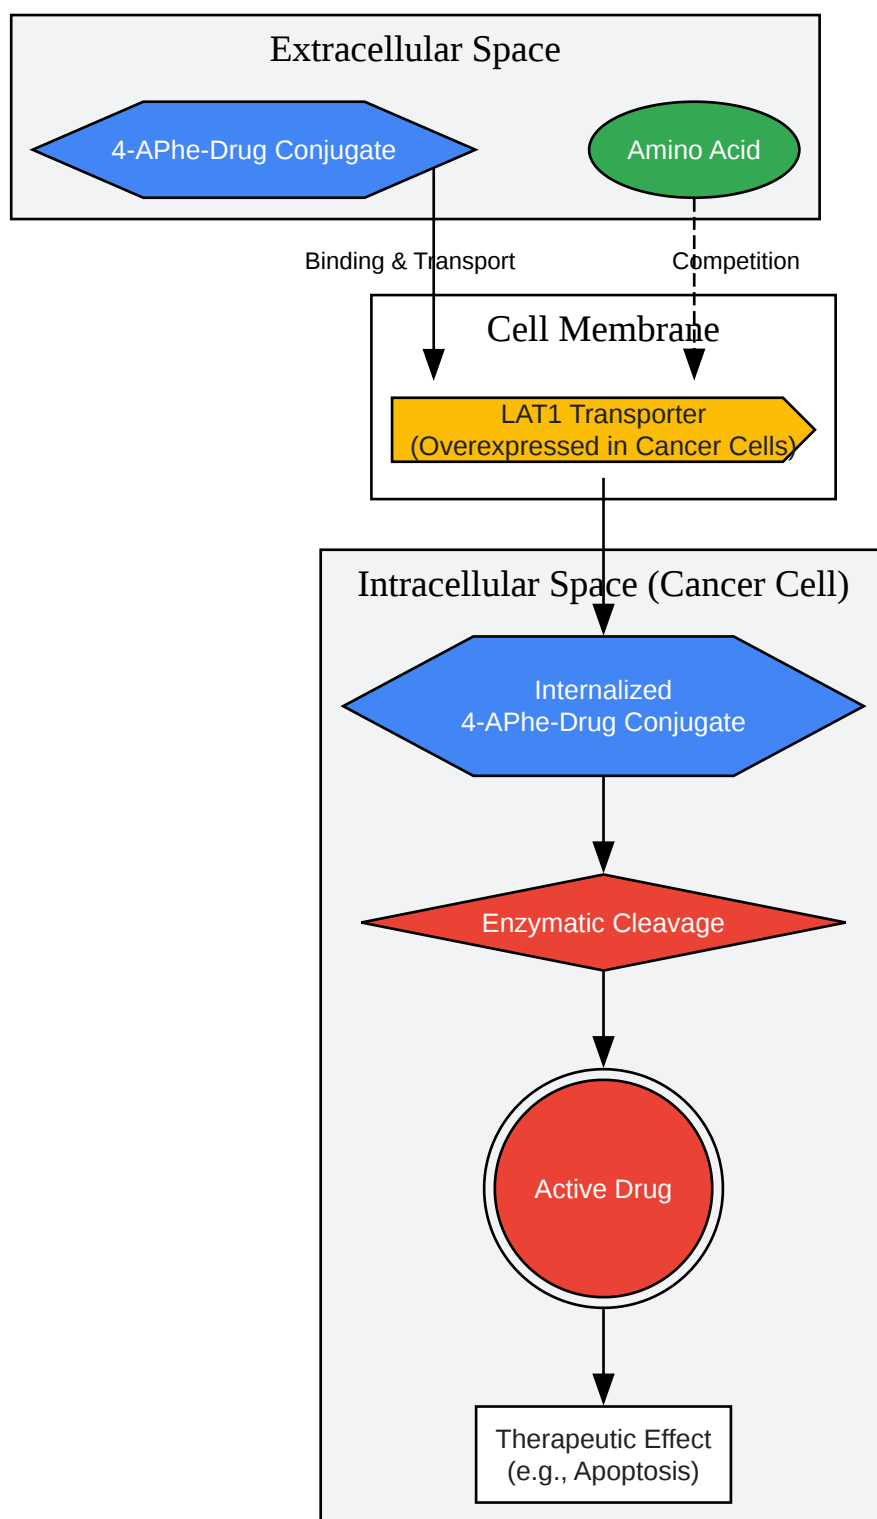 Extracellular Space
4-APhe-Drug Conjugate
Amino Acid
Binding & Transport
Competition
Cell Membrane
LAT1 Transporter
(Overexpressed in Cancer Cells)
Intracellular Space (Cancer Cell)
Internalized
4-APhe-Drug Conjugate
Enzymatic Cleavage
Active Drug
Therapeutic Effect
(e.g., Apoptosis)